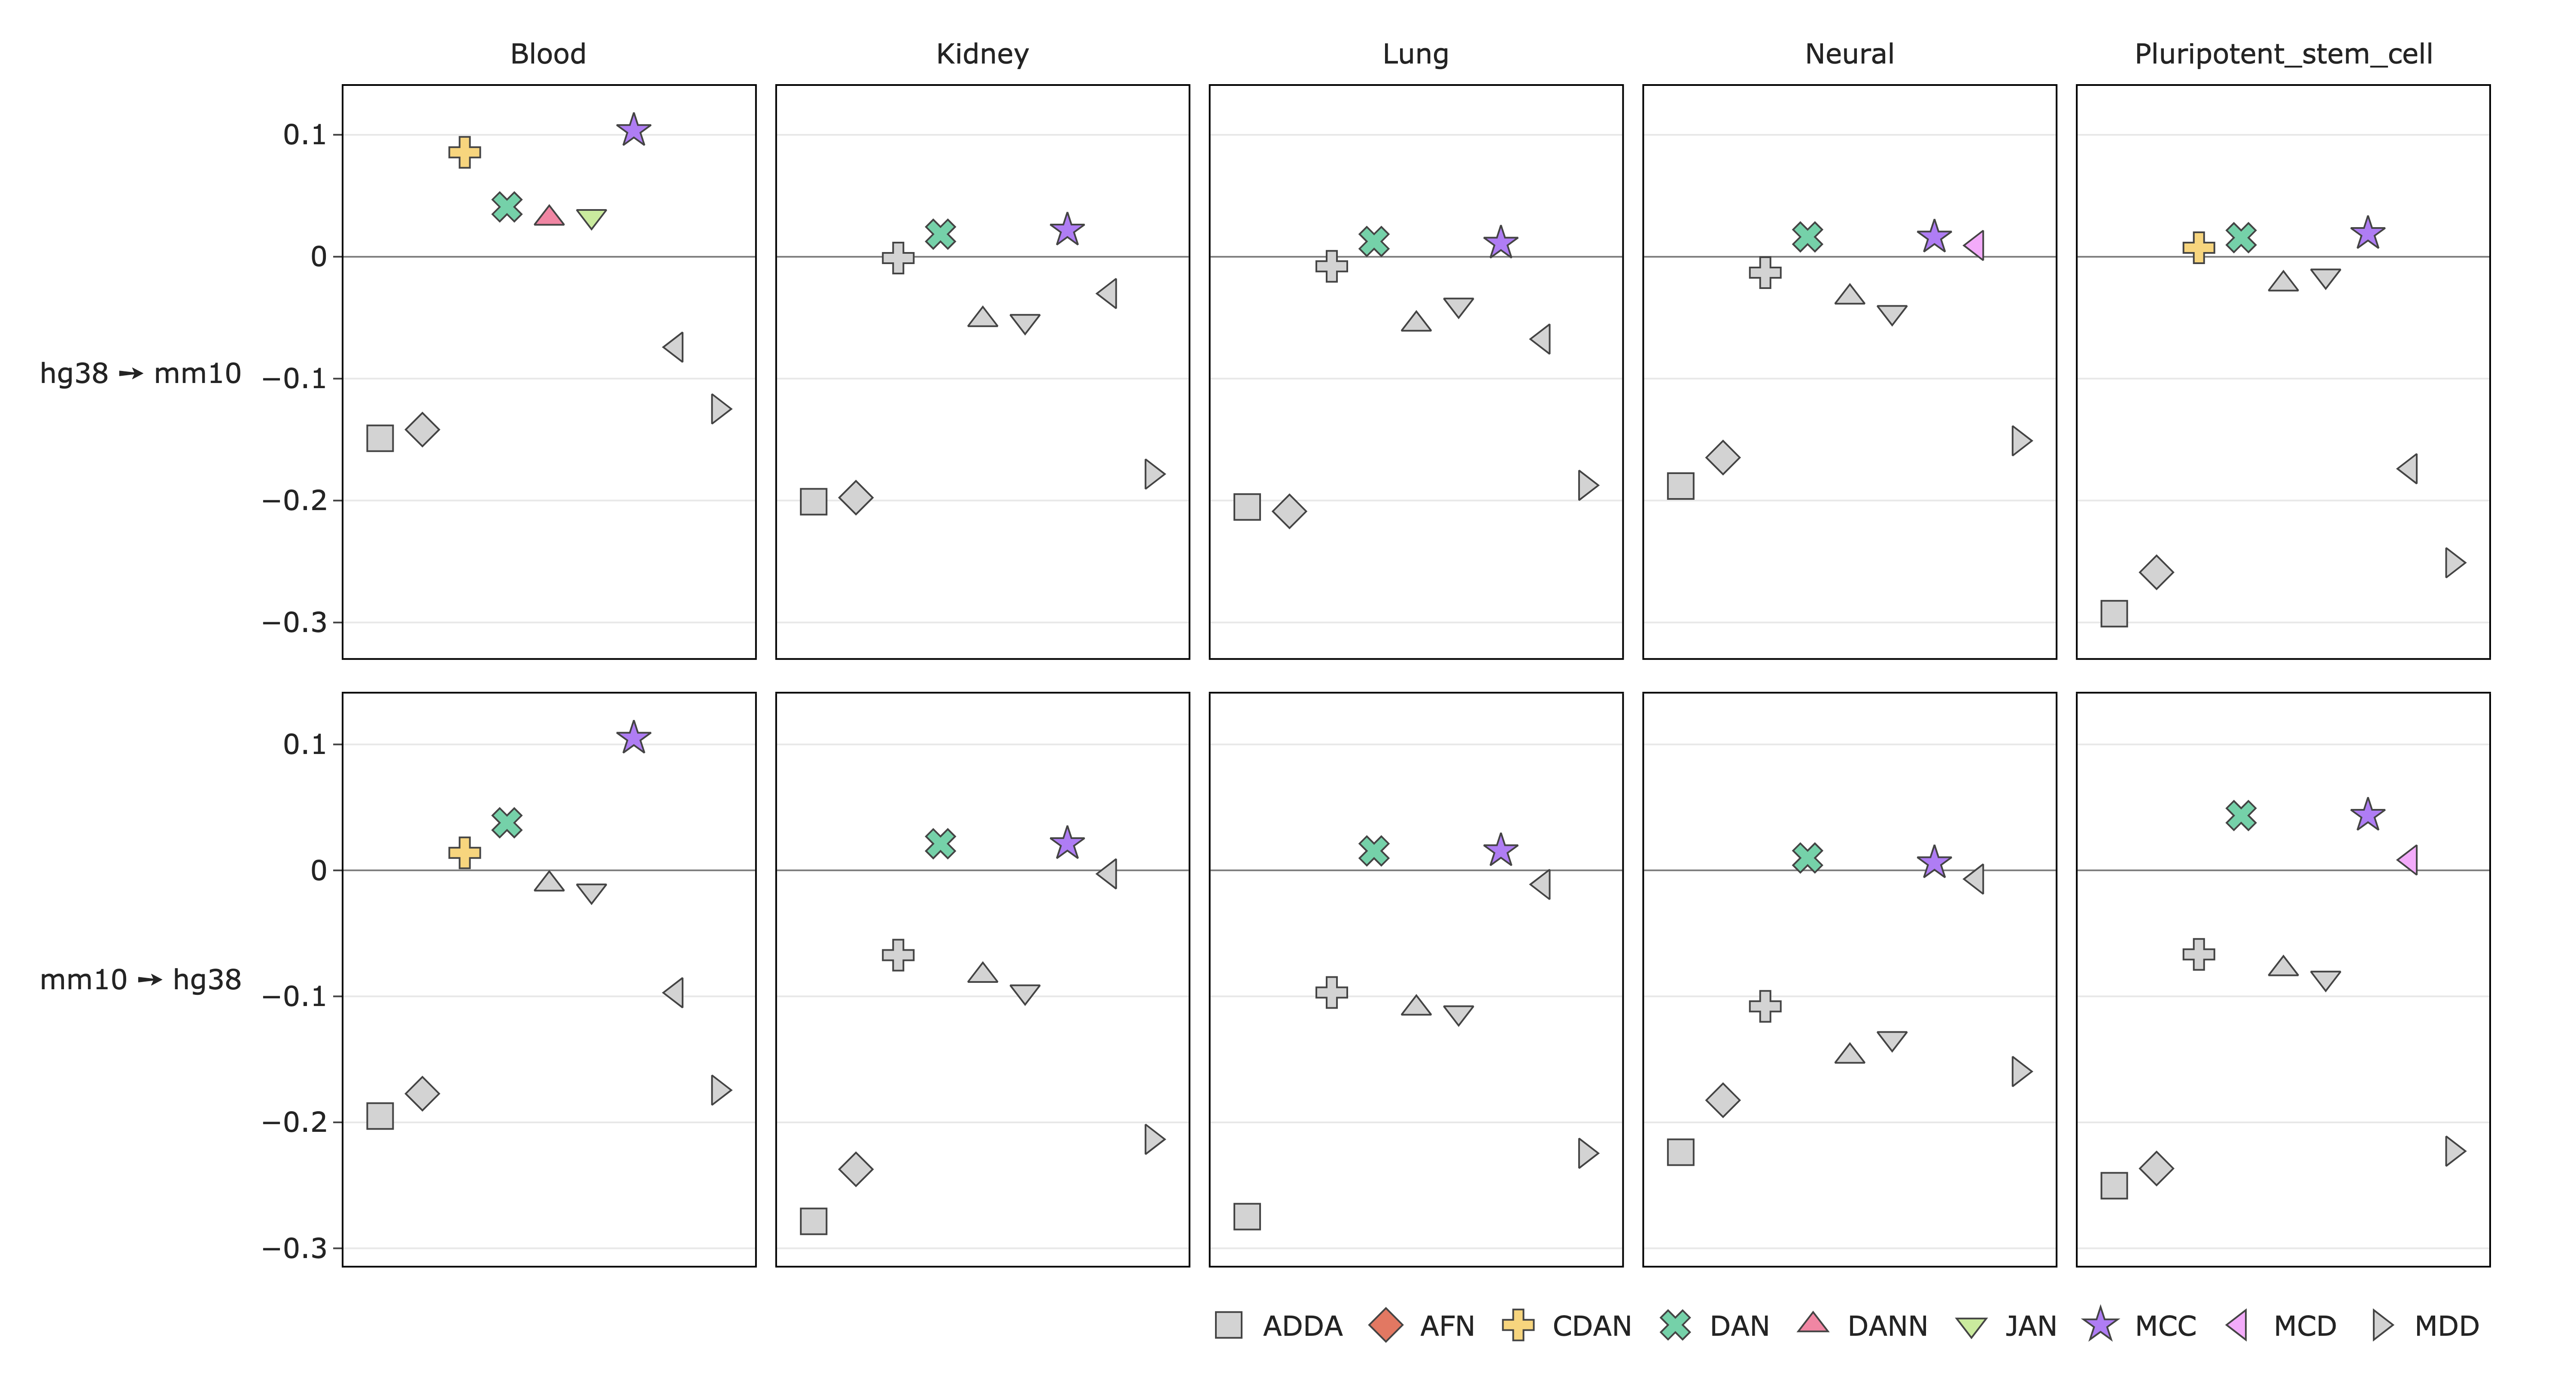 Blood Kidney Lung Neural Pluripotent_stem_cell
0.1
0
hg38 → mm10 −0.1
−0.2
−0.3
0.1
0
mm10 → hg38 −0.1
−0.2
−0.3
ADDA AFN CDAN DAN DANN JAN MCC MCD MDD